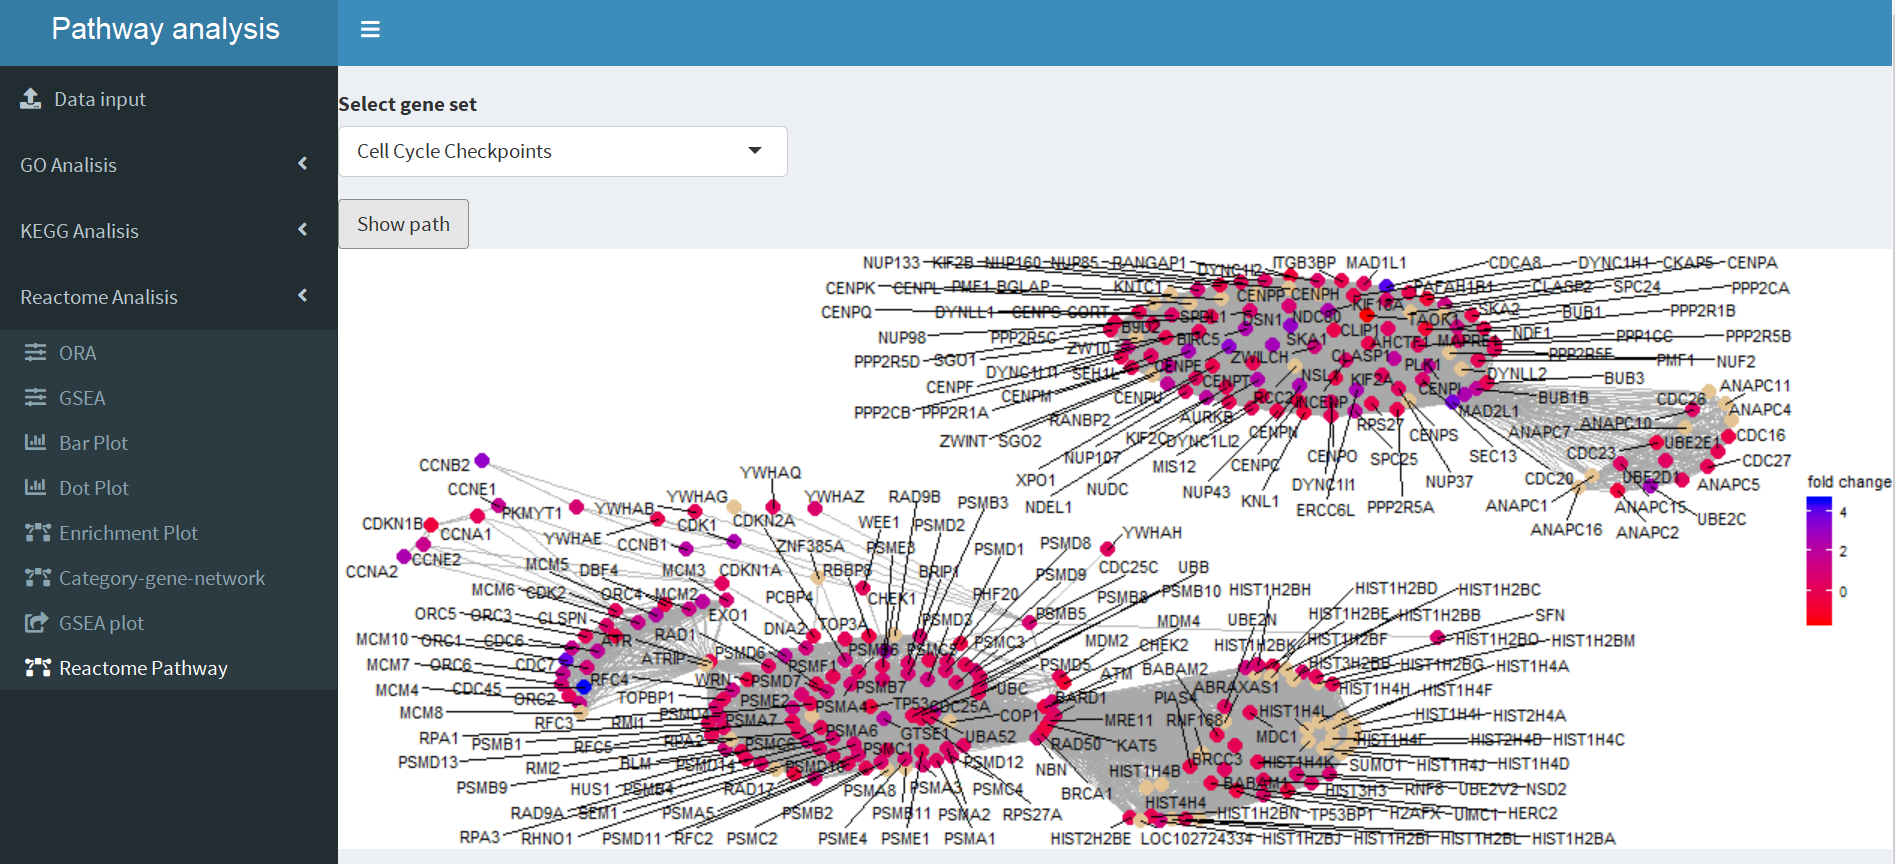 Pathway analysis
Data input
GO Analisis
KEGG Analisis
Reactome Analisis
ORA
GSEA
Bar Plot
Dot Plot
Enrichment Plot
Category-gene-network
GSEA plot
Reactome Pathway
Select gene set
Cell Cycle Checkpoints
Show path
NUP133 KIF2B NUP160 NUP85 RANGAP1 DYNC1I2 ITGB3BP MAD1L1 CDCA8 DYNC1H1 CKAP5 CENPA
CENPK CENPL PME1 BGLAP KNTC1 CENPP CENPH KIF18A PAFAH1B1 CLASP2 SPC24 PPP2CA
CENPQ DYNLL1 CENPS-CORT SPDL1 DSN1 NDC80 TAOK1 SKA2 BUB1 PPP2R1B
NUP98 PPP2R5C B9D2 BIRC5 SKA1 CLIP1 AHCTF1 MAPRE1 NDE1 PPP1CC PPP2R5B
PPP2R5D SGO1 ZW10 ZWILCH CLASP1 PLK1 PPP2R5E PMF1 NUF2
CENPF DYNC1LI1 SEH1L CENPE CENPT NSL1 KIF2A CENPI DYNLL2 BUB3 ANAPC11
PPP2CB PPP2R1A CENPM CENPU RCC2 INCENP MAD2L1 BUB1B CDC26 ANAPC4
ZWINT SGO2 RANBP2 AURKB RPS27 CENPS ANAPC7 ANAPC10 UBE2E1 CDC16
NUP107 KIF2C DYNC1LI2 CENPN CENPO SPC25 SEC13 CDC23 CDC27
XPO1 NUDC MIS12 CENPC DYNC1I1 NUP37 CDC20 UBE2D1 ANAPC5
NDEL1 NUP43 KNL1 ERCC6L PPP2R5A ANAPC1 ANAPC15 UBE2C
ANAPC16 ANAPC2
CCNB2 YWHAQ
CCNE1 YWHAG YWHAZ RAD9B PSMB3
CDKN1B PKMYT1 YWHAB CDK1 CDKN2A WEE1 PSMD2 YWHAH
CCNA1 YWHAE CCNB1 ZNF385A PSME3 PSMD1 PSMD8
CCNA2 CCNE2 MCM5 DBF4 MCM3 CDKN1A RBBP8 BRIP1 PSMD9 CDC25C UBB
MCM6 CDK2 ORC4 MCM2 PCBP4 CHEK1 PHF20 PSMB8 PSMB10 HIST1H2BH HIST1H2BD HIST1H2BC
ORC5 ORC3 CLSPN EXO1 DNA2 TOP3A PSMD3 PSMB5 MDM4 UBE2N HIST1H2BE HIST1H2BB SFN
MCM10 ORC1 CDC6 ATR RAD1 PSMD6 PSMB6 PSMC5 PSMC3 MDM2 CHEK2 HIST1H2BK HIST1H2BF HIST1H2BO HIST1H2BM
MCM7 ORC6 CDC7 ATRIP PSMF1 PSMD5 ATM BABAM2 HIST3H2BB HIST1H2BG HIST1H4A
MCM4 CDC45 RFC4 WRN PSMD7 PSMB7 UBC BARD1 PIAS4 ABRAXAS1 HIST1H4H HIST1H4F
MCM8 ORC2 TOPBP1 PSME2 PSMA4 TP53 CDC25A COP1 MRE11 RNF168 HIST1H4L HIST1H4I HIST2H4A
RPA1 RFC3 RMI1 PSMD4 PSMA7 PSMA6 GTSE1 UBA52 RAD50 KAT5 MDC1 HIST1H4E HIST2H4B HIST1H4C
PSMD13 PSMB1 RFC5 RPA2 PSMC6 PSMC1 PSMD12 NBN BRCC3 HIST1H4K SUMO1 HIST1H4J HIST1H4D
PSMB9 RMI2 BLM PSMD14 PSMD10 PSMA3 PSMC4 BRCA1 HIST1H4B BABAM1 HIST3H3 RNF8 UBE2V2 NSD2
RAD9A HUS1 PSMB4 RAD17 PSMA8 HIST4H4
SEM1 PSMA5 PSMB2 PSMB11 PSMA2 RPS27A HIST1H2BN TP53BP1 H2AFX UIMC1 HERC2
RPA3 RHNO1 PSMD11 RFC2 PSMC2 PSME4 PSME1 PSMA1 HIST2H2BE LOC102724334 HIST1H2BJ HIST1H2BI HIST1H2BL HIST1H2BA
fold change
4
2
0